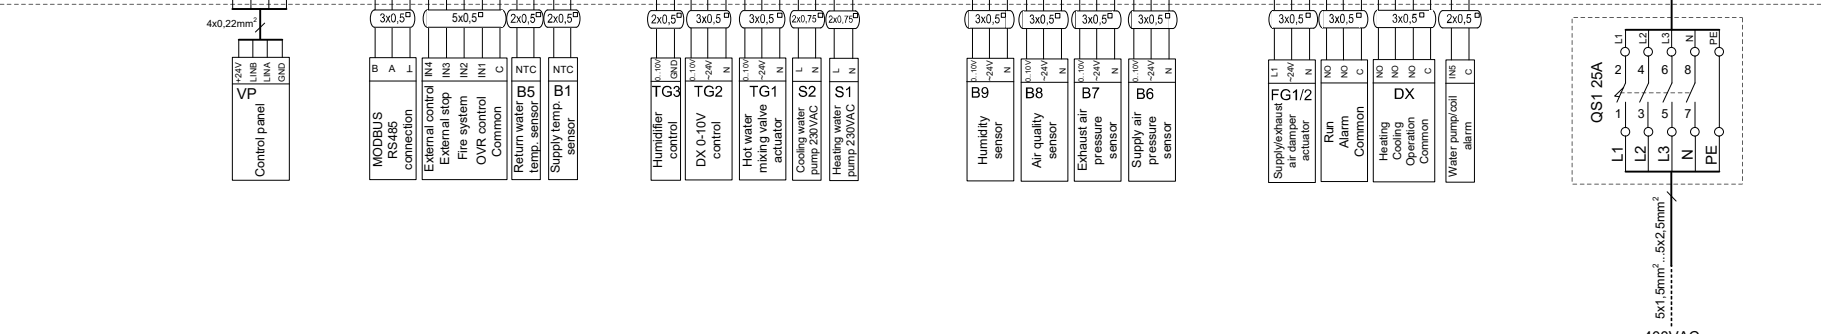 4x0,22mm²
+24V LINB LINA GND
VP
Control panel
3x0,5
B A ⊥
MODBUS
RS485
connection
5x0,5
IN4 IN3 IN2 IN1 C
External control
External stop
Fire system
OVR control
Common
2x0,5
NTC
B5
Return water
temp. sensor
2x0,5
NTC
B1
Supply temp.
sensor
2x0,5
0..10V GND
TG3
Humidifier
control
3x0,5
0..10V ~24V N
TG2
DX 0-10V
control
3x0,5
0..10V ~24V N
TG1
Hot water
mixing valve
actuator
2x0,75
L N
S2
Cooling water
pump 230VAC
2x0,75
L N
S1
Heating water
pump 230VAC
3x0,5
0..10V ~24V N
B9
Humidity
sensor
3x0,5
0..10V ~24V N
B8
Air quality
sensor
3x0,5
0..10V ~24V N
B7
Exhaust air
pressure
sensor
3x0,5
0..10V ~24V N
B6
Supply air
pressure
sensor
3x0,5
L1 ~24V N
FG1/2
Supply/exhaust
air damper
actuator
3x0,5
NO NO C
Run
Alarm
Common
3x0,5
NO NO NO C
DX
Heating
Cooling
Operation
Common
2x0,5
IN5 C
Water pump/coil
alarm
QS1 25A
L1 L2 L3 N PE
2 4 6 8
1 3 5 7
L1 L2 L3 N PE
5x1,5mm²...5x2,5mm²